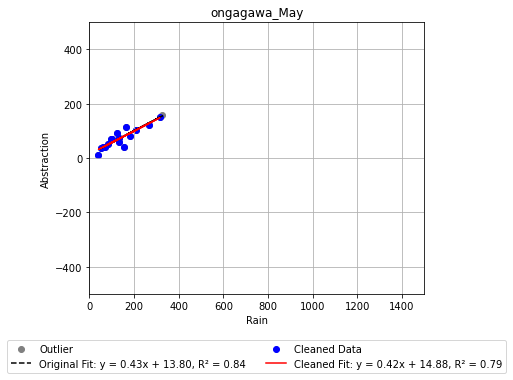 ongagawa_May
400
200
0
−200
−400
Abstraction
0 200 400 600 800 1000 1200 1400
Rain
Outlier
Cleaned Data
Original Fit: y = 0.43x + 13.80, R² = 0.84
Cleaned Fit: y = 0.42x + 14.88, R² = 0.79